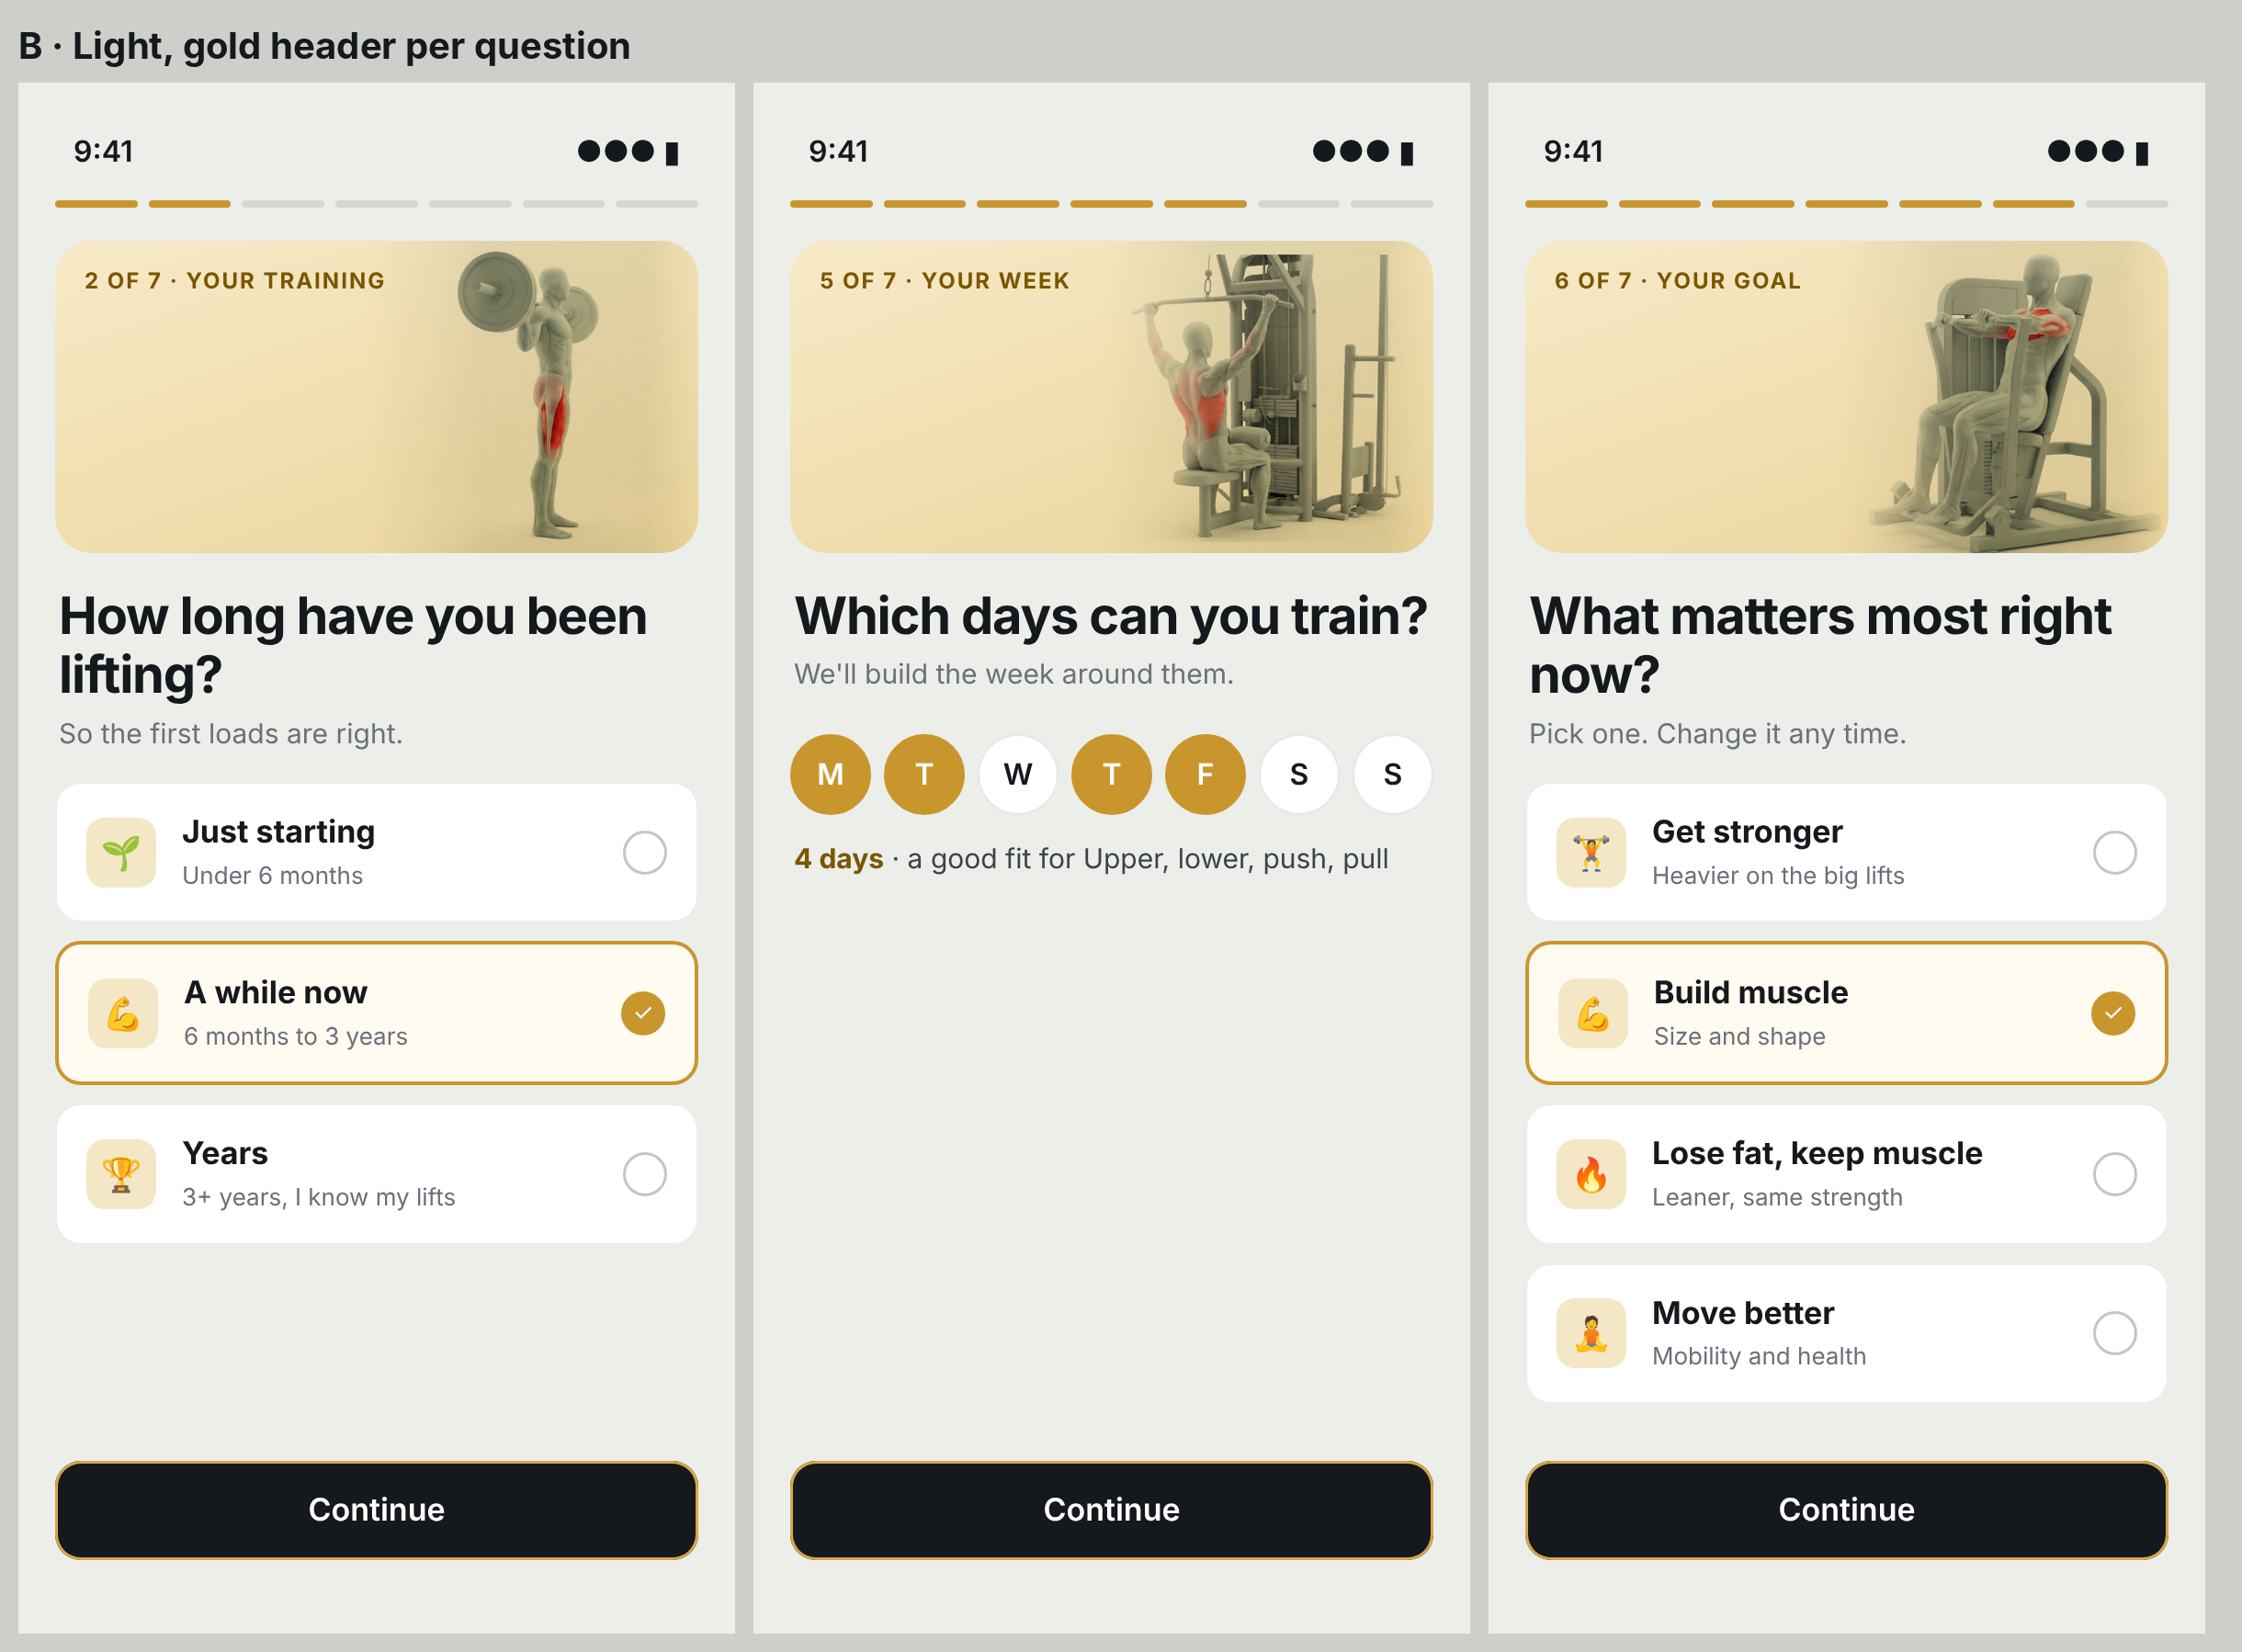 B · Light, gold header per question
9:41
2 OF 7 · YOUR TRAINING
How long have you been
lifting?
So the first loads are right.
Just starting
Under 6 months
A while now
6 months to 3 years
Years
3+ years, I know my lifts
Continue
9:41
5 OF 7 · YOUR WEEK
Which days can you train?
We'll build the week around them.
M T W T F S S
4 days · a good fit for Upper, lower, push, pull
Continue
9:41
6 OF 7 · YOUR GOAL
What matters most right
now?
Pick one. Change it any time.
Get stronger
Heavier on the big lifts
Build muscle
Size and shape
Lose fat, keep muscle
Leaner, same strength
Move better
Mobility and health
Continue